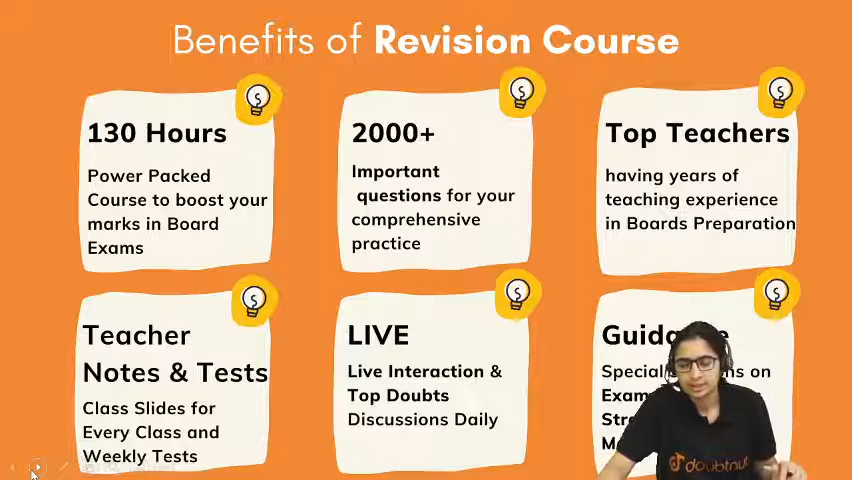 Benefits of Revision Course
130 Hours
Power Packed
Course to boost your
marks in Board
Exams
2000+
Important
questions for your
comprehensive
practice
Top Teachers
having years of
teaching experience
in Boards Preparation
Teacher
Notes & Tests
Class Slides for
Every Class and
Weekly Tests
LIVE
Live Interaction &
Top Doubts
Discussions Daily
on
doubtnut